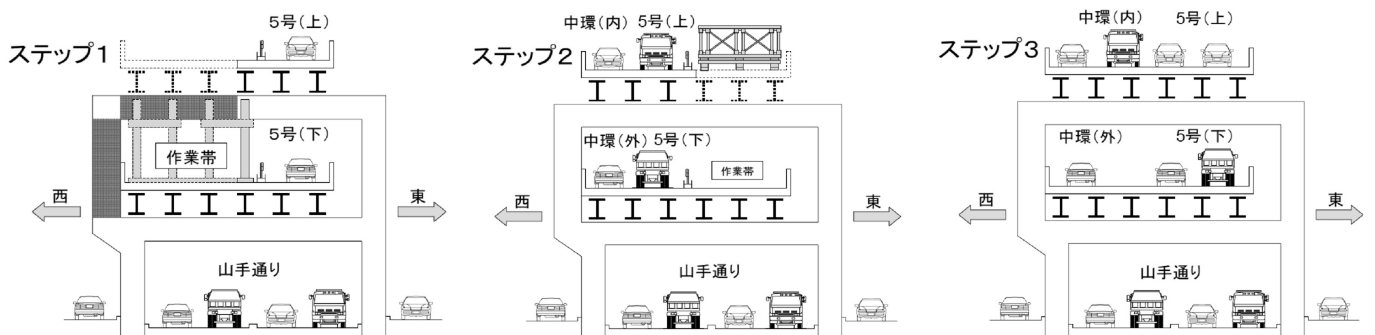 ステップ1
5号(上)
5号(下)
作業帯
西
東
山手通り
ステップ2
中環(内) 5号(上)
中環(外) 5号(下)
作業帯
西
東
山手通り
ステップ3
中環(内) 5号(上)
中環(外) 5号(下)
西
東
山手通り